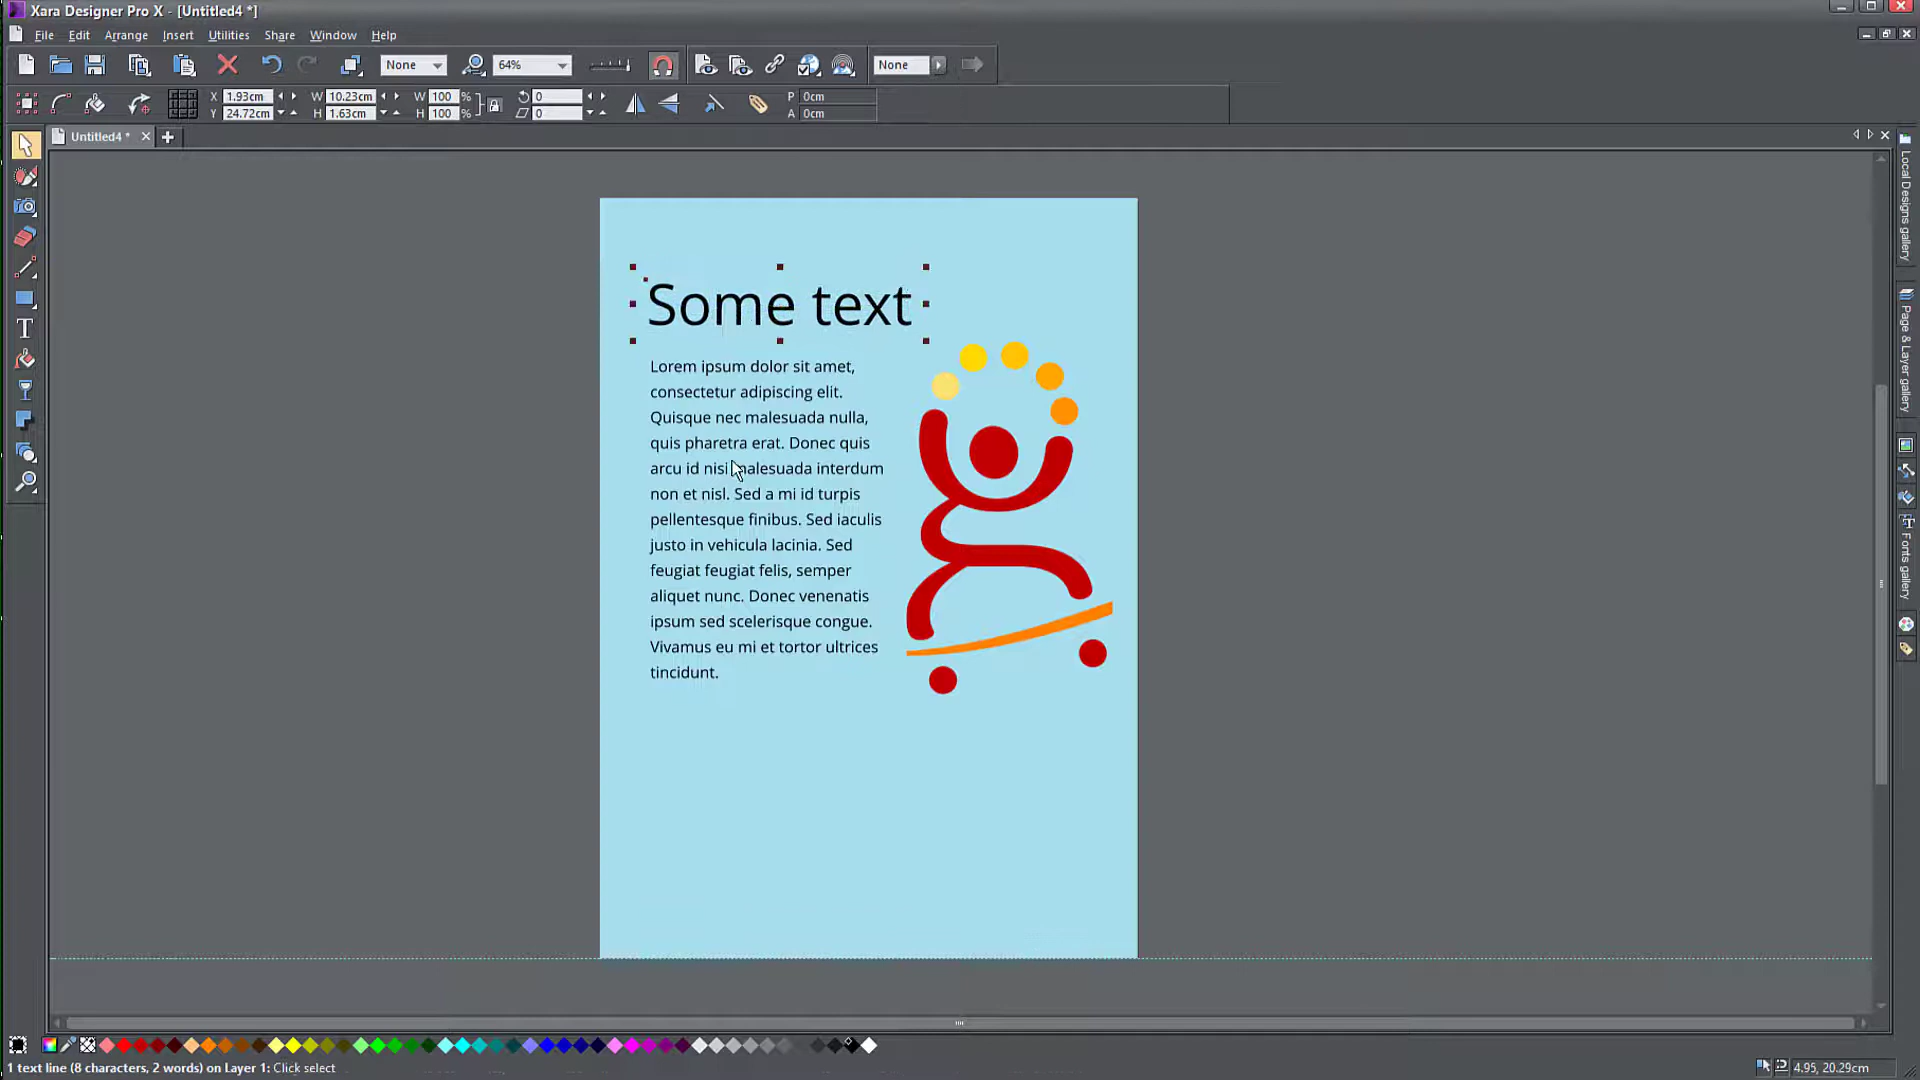 Xara Designer Pro X - [Untitled4 *]
File Edit Arrange Insert Utilities Share Window Help
None 64% None
X 1.93cm W 10.23cm W 100 % 0 P 0cm
Y 24.72cm H 1.63cm H 100 % 0 A 0cm
Untitled4 *
Some text
Lorem ipsum dolor sit amet,
consectetur adipiscing elit.
Quisque nec malesuada nulla,
quis pharetra erat. Donec quis
arcu id nisi malesuada interdum
non et nisl. Sed a mi id turpis
pellentesque finibus. Sed iaculis
justo in vehicula lacinia. Sed
feugiat feugiat felis, semper
aliquet nunc. Donec venenatis
ipsum sed scelerisque congue.
Vivamus eu mi et tortor ultrices
tincidunt.
Local Designs gallery
Page & Layer gallery
Fonts gallery
1 text line (8 characters, 2 words) on Layer 1: Click select
4.95, 20.29cm